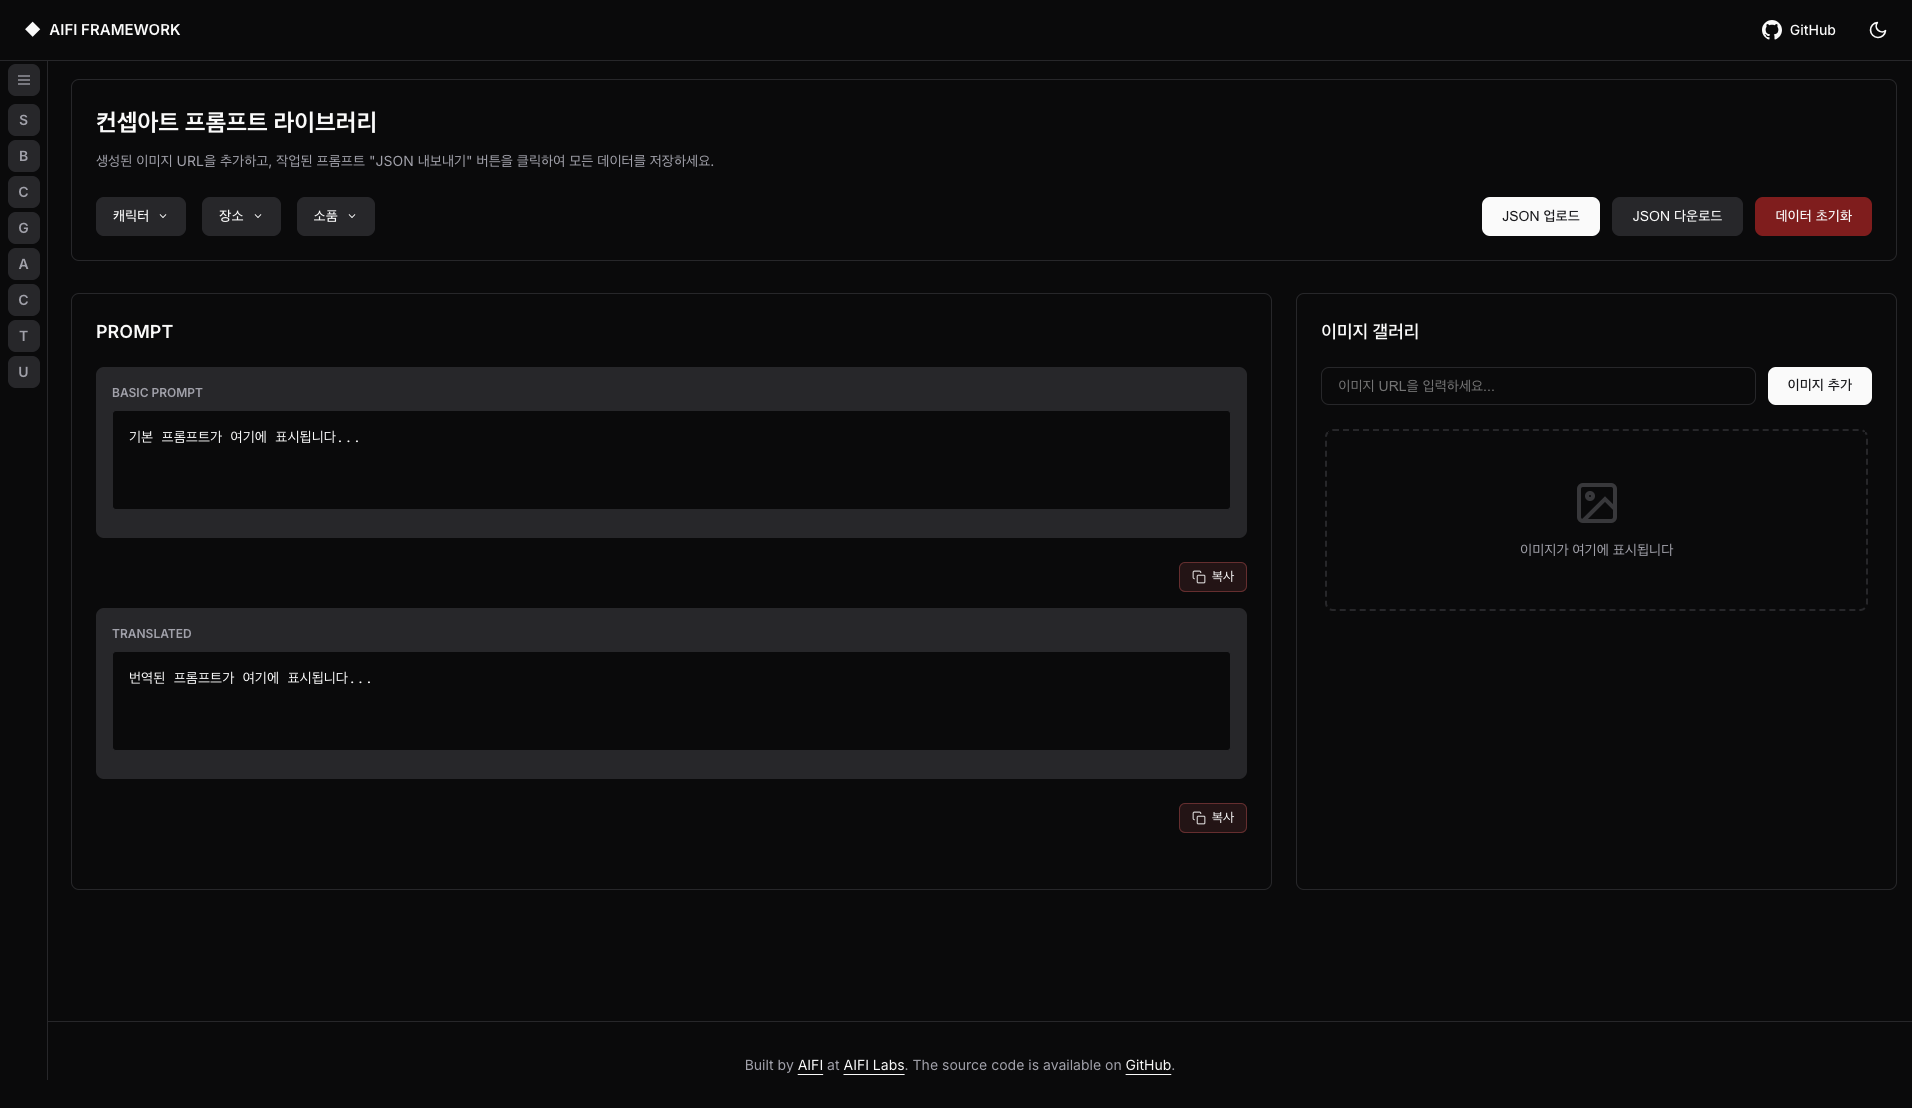 AIFI FRAMEWORK
GitHub
S
B
C
G
A
C
T
U
컨셉아트 프롬프트 라이브러리
생성된 이미지 URL을 추가하고, 작업된 프롬프트 "JSON 내보내기" 버튼을 클릭하여 모든 데이터를 저장하세요.
캐릭터
장소
소품
JSON 업로드
JSON 다운로드
데이터 초기화
PROMPT
BASIC PROMPT
기본 프롬프트가 여기에 표시됩니다...
복사
TRANSLATED
번역된 프롬프트가 여기에 표시됩니다...
복사
이미지 갤러리
이미지 URL을 입력하세요...
이미지 추가
이미지가 여기에 표시됩니다
Built by AIFI at AIFI Labs. The source code is available on GitHub.